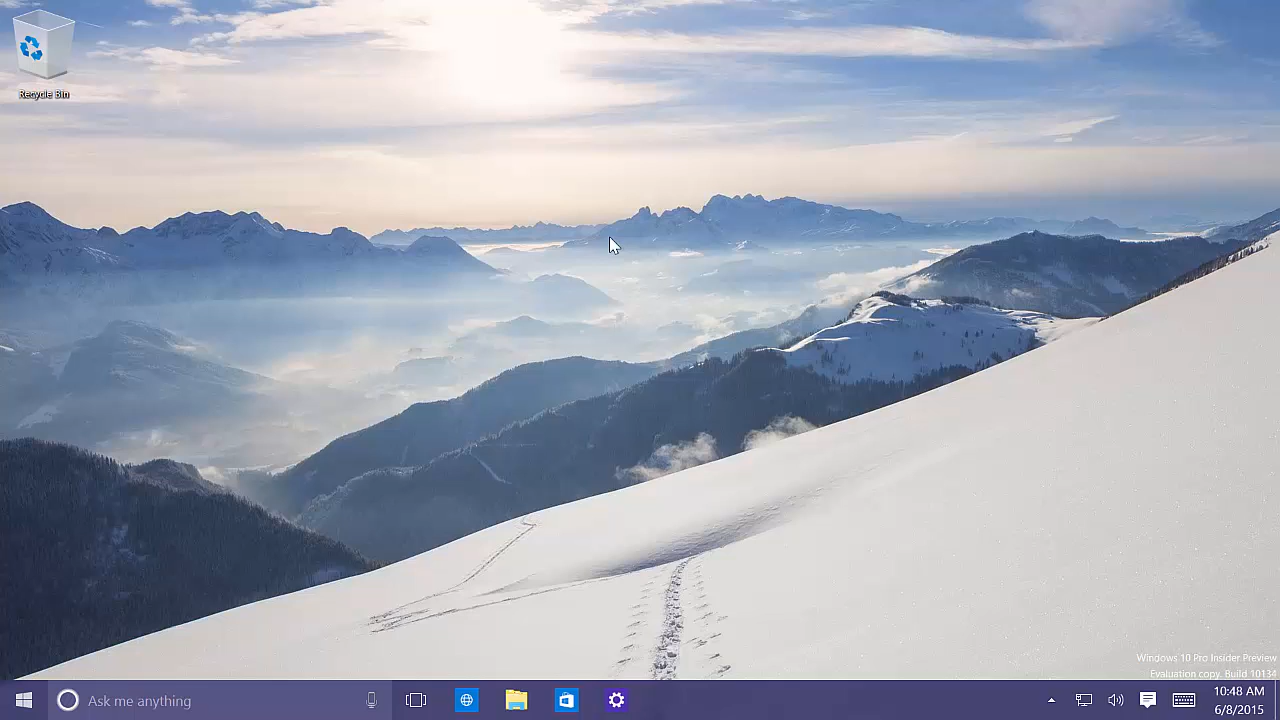 Recycle Bin
Windows 10 Pro Insider Preview
Evaluation copy. Build 10134
Ask me anything
10:48 AM
6/8/2015